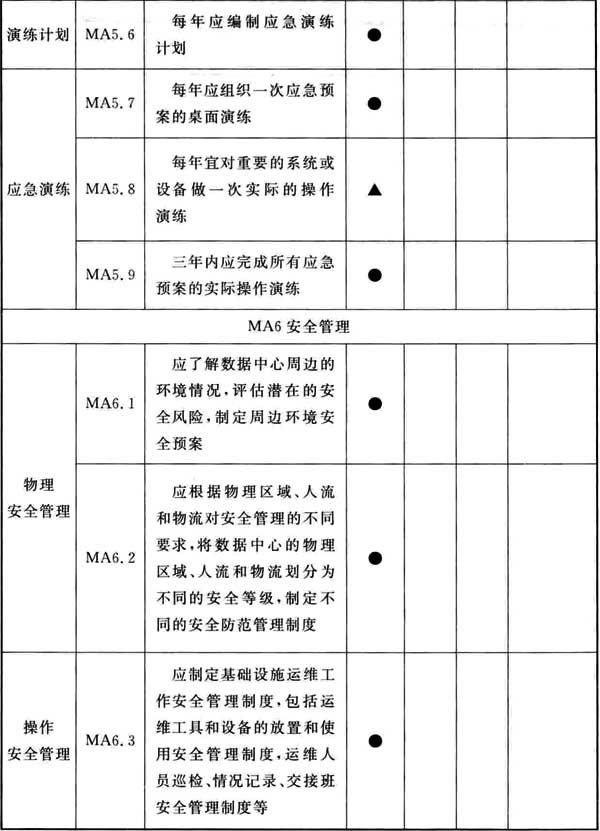 演练计划
MA5.6
每年应编制应急演练
计划
●
应急演练
MA5.7
每年应组织一次应急预
案的桌面演练
●
MA5.8
每年宜对重要的系统或
设备做一次实际的操作
演练
▲
MA5.9
三年内应完成所有应急
预案的实际操作演练
●
MA6安全管理
物理
安全管理
MA6.1
应了解数据中心周边的
环境情况,评估潜在的安
全风险,制定周边环境安
全预案
●
MA6.2
应根据物理区域、人流
和物流对安全管理的不同
要求,将数据中心的物理
区域、人流和物流划分为
不同的安全等级,制定不
同的安全防范管理制度
●
操作
安全管理
MA6.3
应制定基础设施运维工
作安全管理制度,包括运
维工具和设备的放置和使
用安全管理制度,运维人
员巡检、情况记录、交接班
安全管理制度等
●